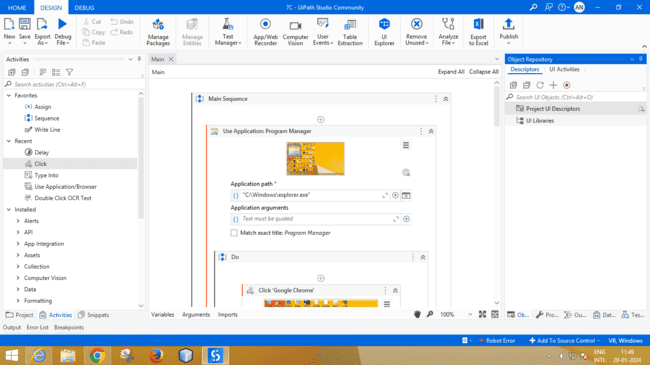 7C - UiPath Studio Community
HOME
DESIGN
DEBUG
AN
New
Save
Export As
Debug File
Cut
Undo
Copy
Redo
Paste
Manage Packages
Manage Entities
Test Manager
App/Web Recorder
Computer Vision
User Events
Table Extraction
UI Explorer
Remove Unused
Analyze File
Export to Excel
Publish
Activities
Search activities (Ctrl+Alt+F)
Favorites
Assign
Sequence
Write Line
Recent
Delay
Click
Type Into
Use Application/Browser
Double Click OCR Text
Installed
Alerts
API
App Integration
Assets
Collection
Computer Vision
Data
Formatting
Project
Activities
Snippets
Main
Main
Expand All
Collapse All
Main Sequence
Use Application: Program Manager
Application path *
"C:\Windows\explorer.exe"
Application arguments
Text must be quoted
Match exact title: Program Manager
Do
Click 'Google Chrome'
Variables
Arguments
Imports
100%
Object Repository
Descriptors
UI Activities
Search UI Objects (Ctrl+Alt+O)
Project UI Descriptors
UI Libraries
Ob...
Pro...
Ou...
Dat...
Tes...
Output
Error List
Breakpoints
Robot Error
Add To Source Control
VB, Windows
ENG
INTL
11:49
20-01-2024